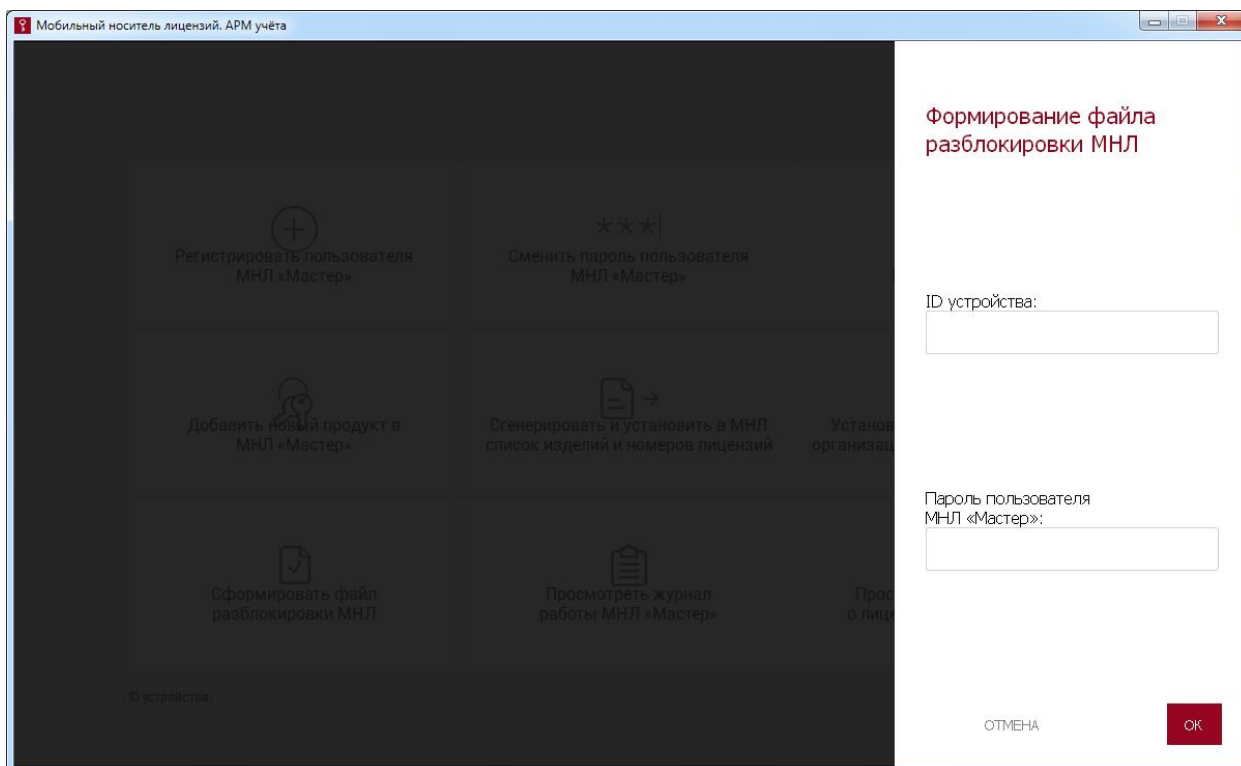 Мобильный носитель лицензий. АРМ учёта
Формирование файла
разблокировки МНЛ
Регистрировать пользователя
МНЛ «Мастер»
***|
Сменить пароль пользователя
МНЛ «Мастер»
ID устройства:
Добавить новый продукт в
МНЛ «Мастер»
Сгенерировать и установить в МНЛ
список изделий и номеров лицензий
Пароль пользователя
МНЛ «Мастер»:
Сформировать файл
разблокировки МНЛ
Просмотреть журнал
работы МНЛ «Мастер»
ID устройства:
ОТМЕНА
ОК